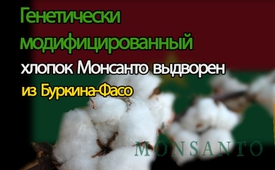 Генетически
модифицированный
хлопок Монсанто выдворен
из Буркина-Фасо
MONSANTO